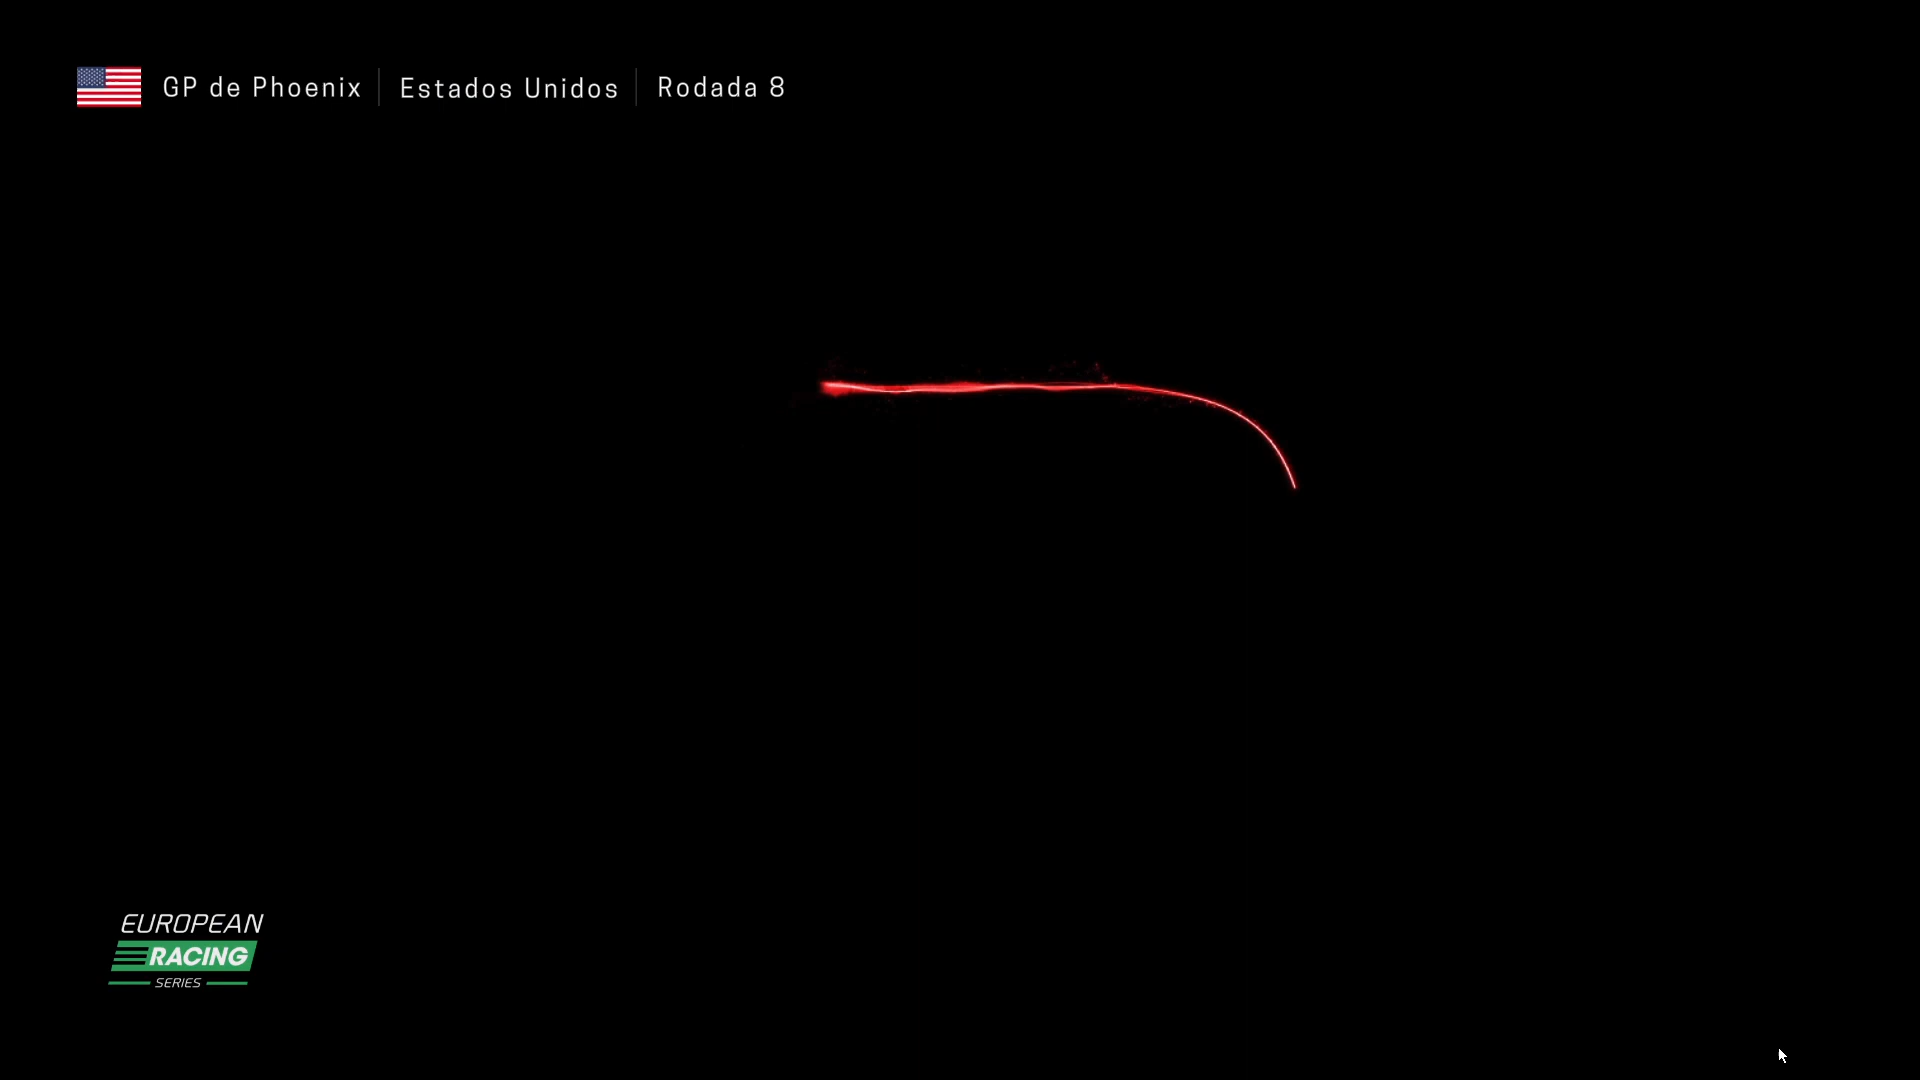 GP de Phoenix
Estados Unidos
Rodada 8
EUROPEAN
RACING
SERIES